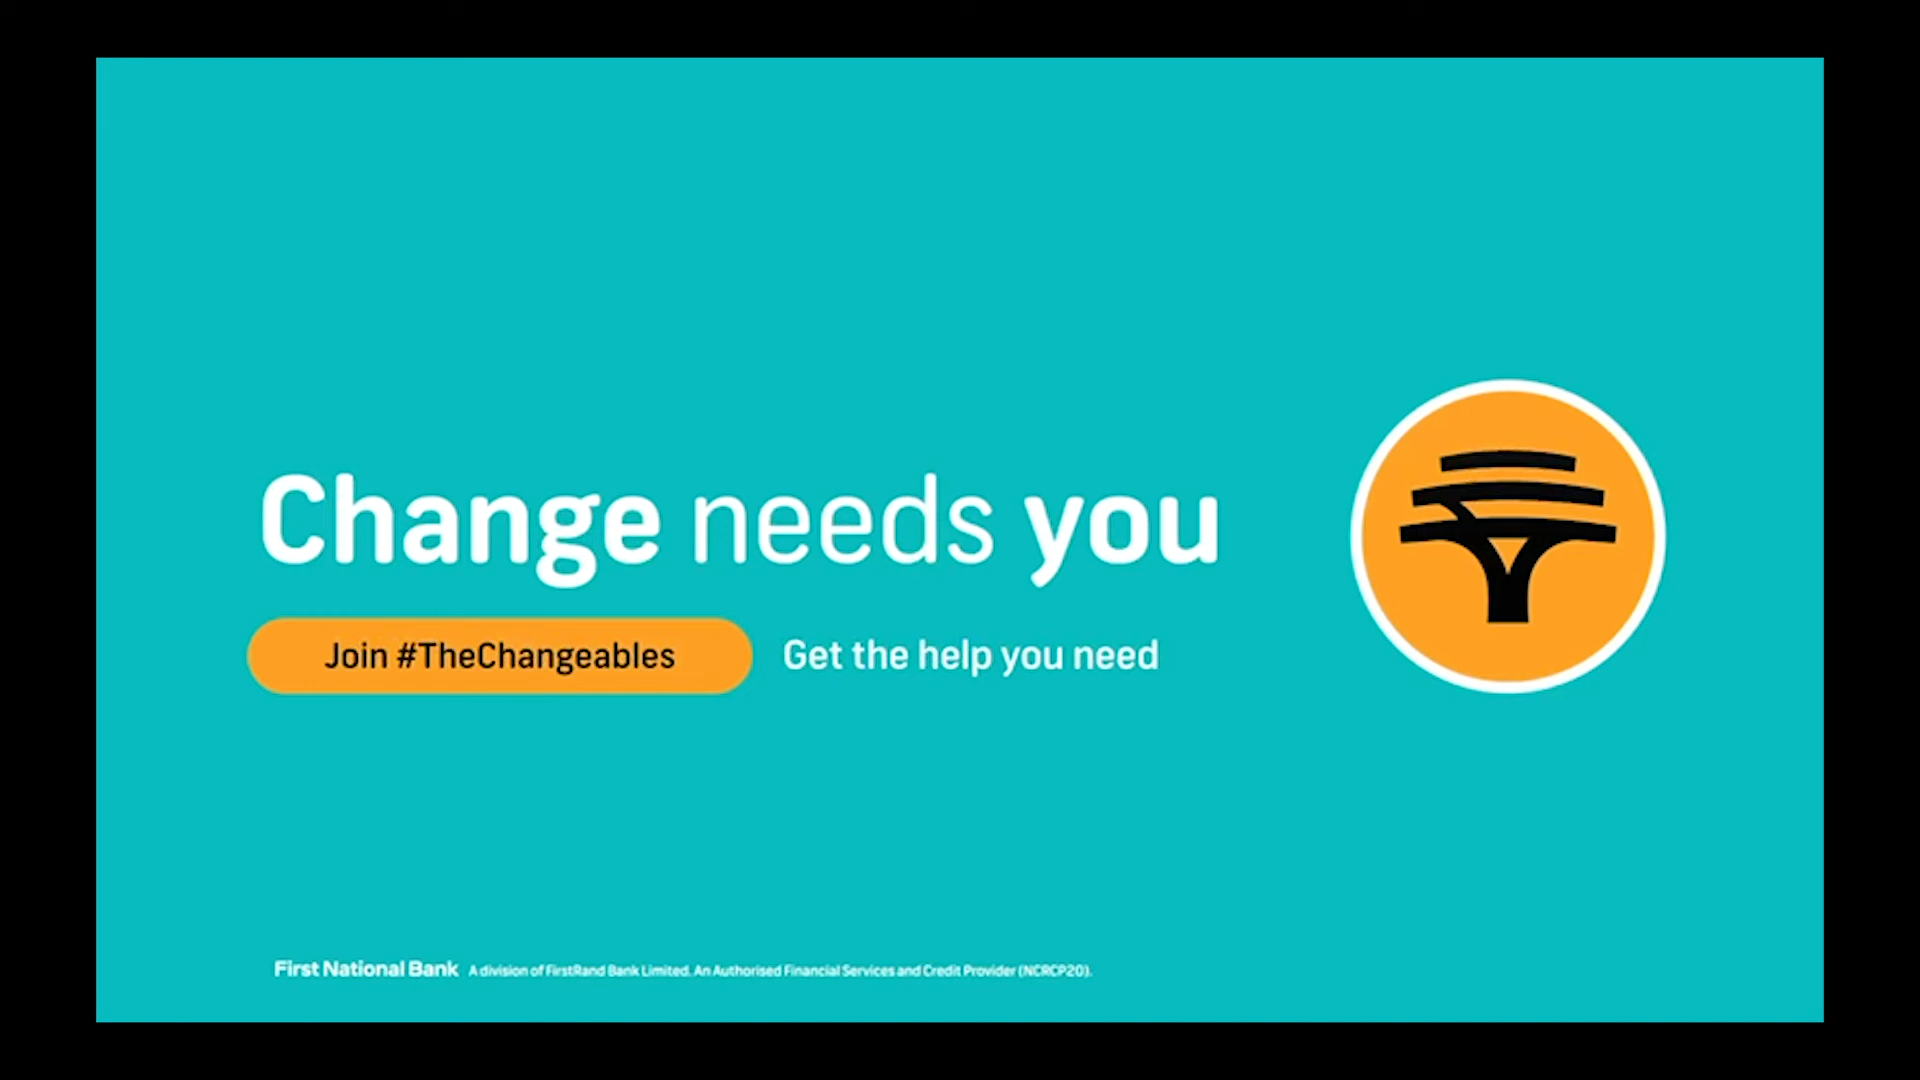 Change needs you
Join #TheChangeables
Get the help you need
First National Bank A division of FirstRand Bank Limited. An Authorised Financial Services and Credit Provider (NCRCP20).